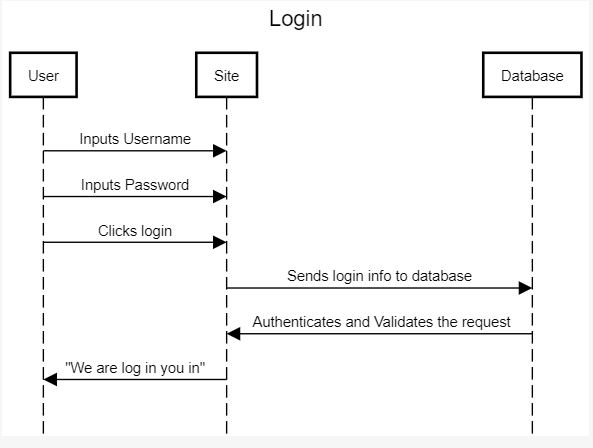 Login
User
Site
Database
Inputs Username
Inputs Password
Clicks login
Sends login info to database
Authenticates and Validates the request
"We are log in you in"